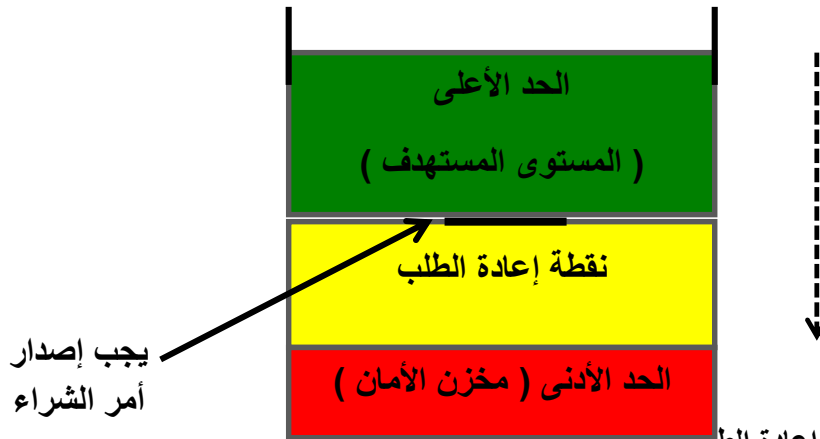 الحد الأعلى
( المستوى المستهدف )
نقطة إعادة الطلب
الحد الأدنى ( مخزن الأمان )
يجب إصدار
أمر الشراء